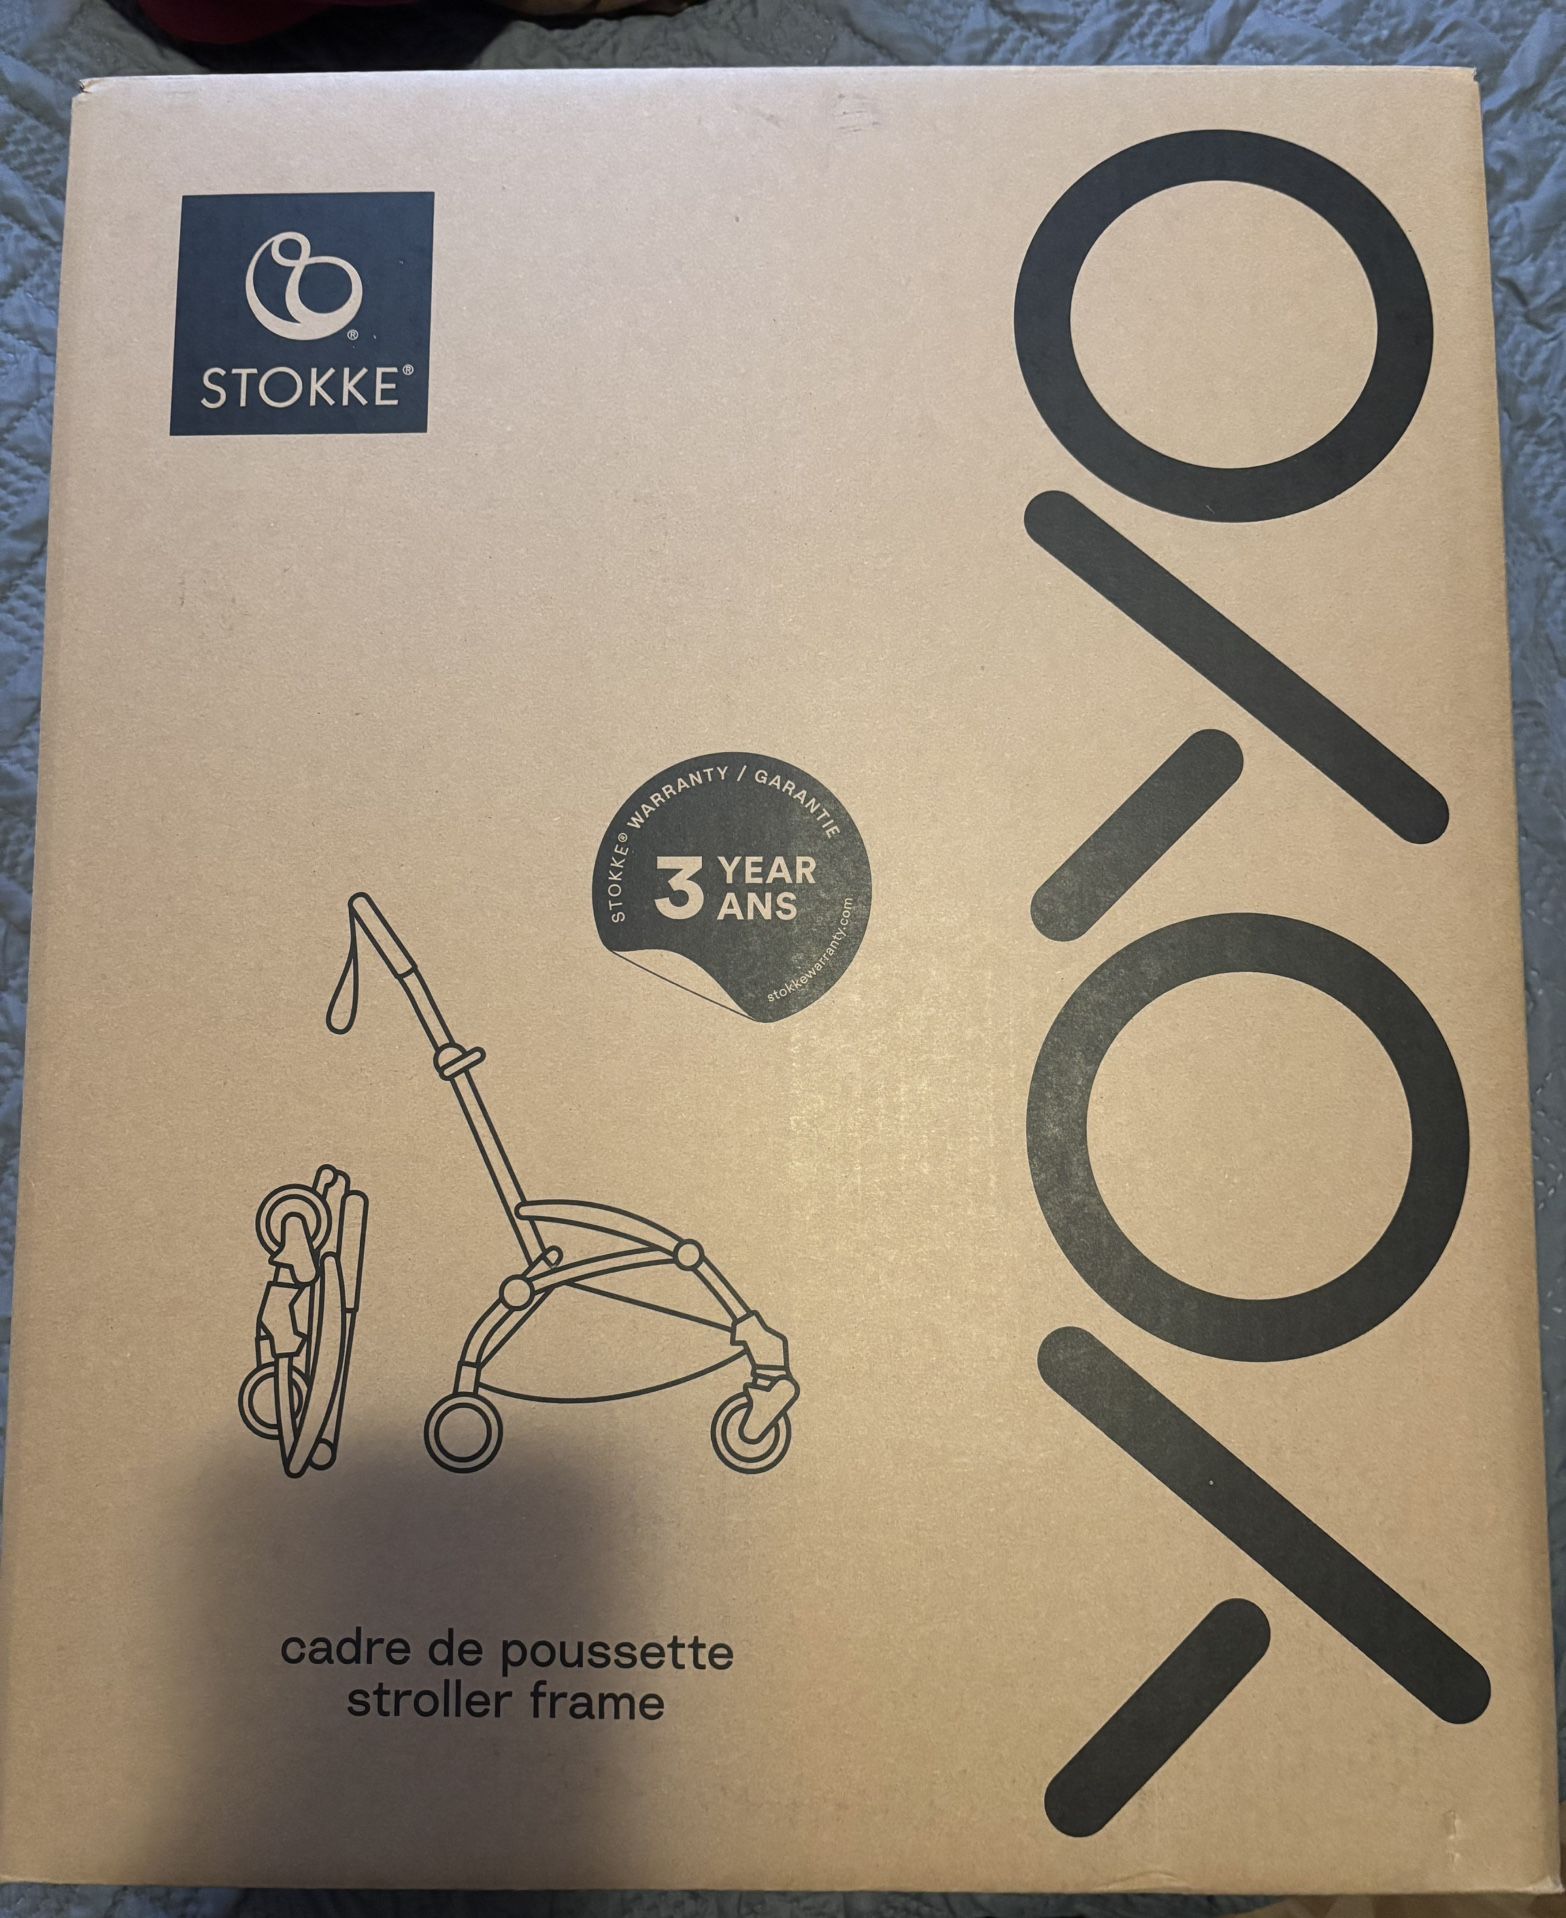 STOKKE®
YOYO
STOKKE® WARRANTY / GARANTIE
3 YEAR
ANS
stokkewarranty.com
cadre de poussette
stroller frame